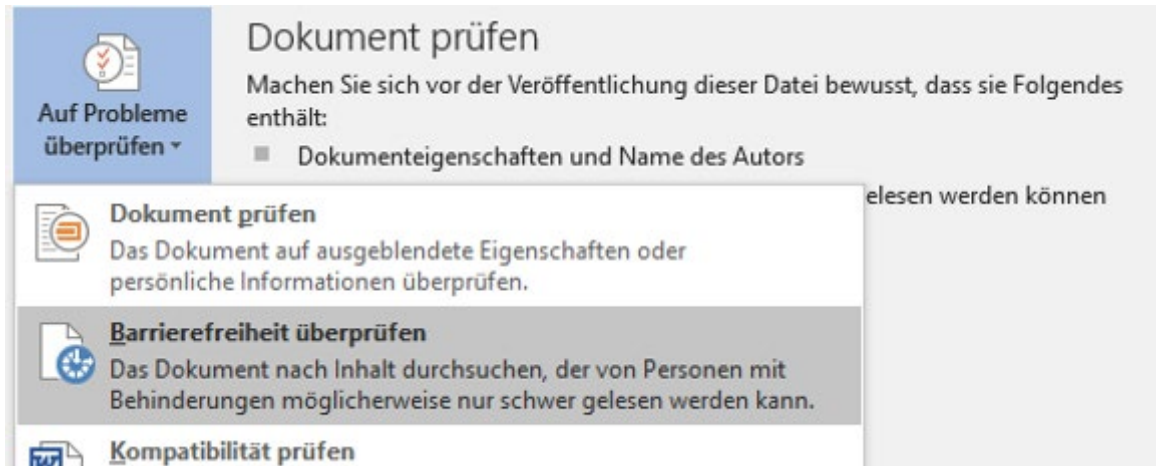 Dokument prüfen
Machen Sie sich vor der Veröffentlichung dieser Datei bewusst, dass sie Folgendes
enthält:
Dokumenteigenschaften und Name des Autors
elesen werden können
Auf Probleme
überprüfen
Dokument prüfen
Das Dokument auf ausgeblendete Eigenschaften oder
persönliche Informationen überprüfen.
Barrierefreiheit überprüfen
Das Dokument nach Inhalt durchsuchen, der von Personen mit
Behinderungen möglicherweise nur schwer gelesen werden kann.
Kompatibilität prüfen